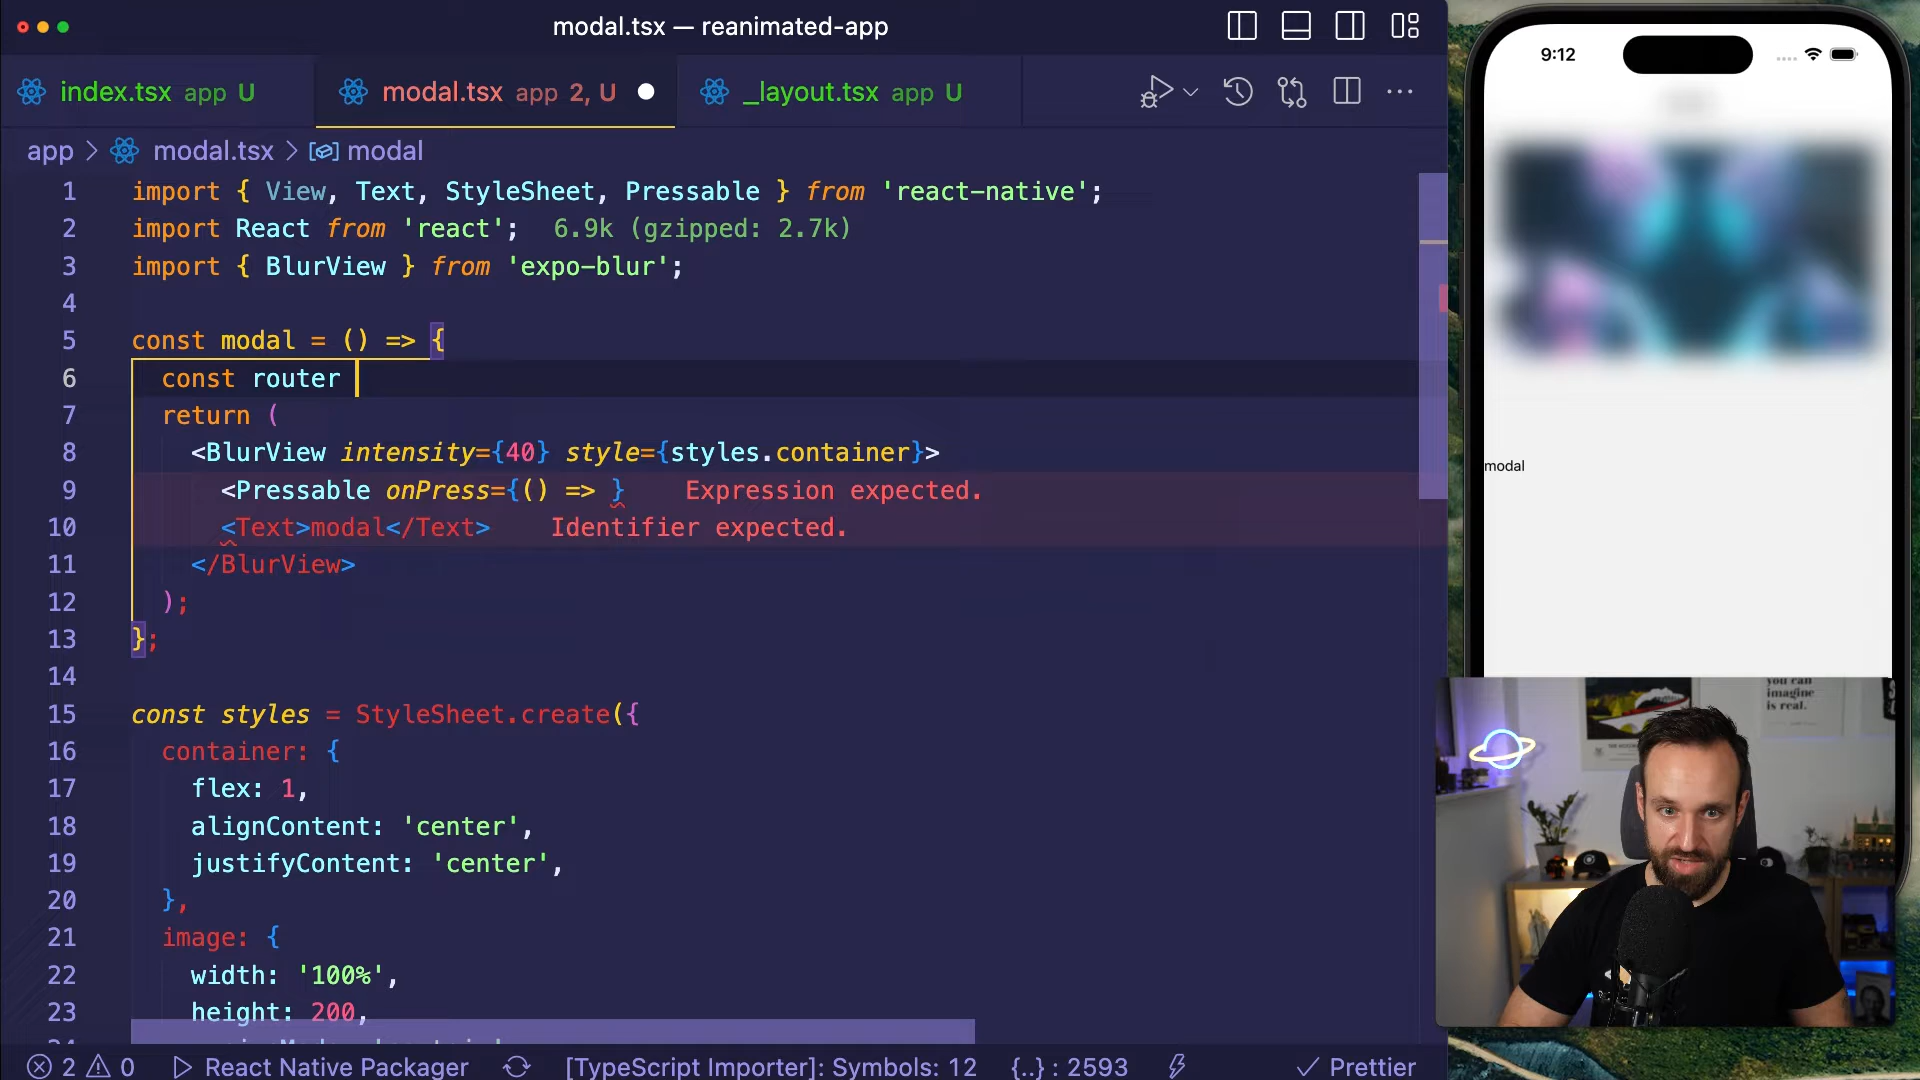 modal.tsx — reanimated-app
index.tsx app U
modal.tsx app 2, U
_layout.tsx app U
app > modal.tsx > modal
1 import { View, Text, StyleSheet, Pressable } from 'react-native';
2 import React from 'react'; 6.9k (gzipped: 2.7k)
3 import { BlurView } from 'expo-blur';
4
5 const modal = () => {
6 const router
7 return (
8 <BlurView intensity={40} style={styles.container}>
9 <Pressable onPress={() => } Expression expected.
10 <Text>modal</Text> Identifier expected.
11 </BlurView>
12 );
13 };
14
15 const styles = StyleSheet.create({
16 container: {
17 flex: 1,
18 alignContent: 'center',
19 justifyContent: 'center',
20 },
21 image: {
22 width: '100%',
23 height: 200,
2 0 React Native Packager [TypeScript Importer]: Symbols: 12 {..} : 2593 Prettier
9:12
modal
you can
imagine
is real.